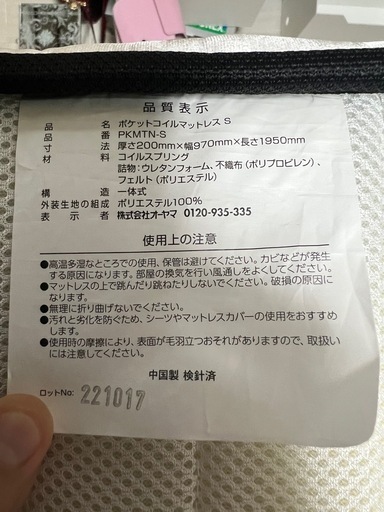 品質表示
品名 ポケットコイルマットレス S
品番 PKMTN-S
寸法 厚さ200mm×幅970mm×長さ1950mm
材料 コイルスプリング
詰物：ウレタンフォーム、不織布（ポリプロピレン）、
フェルト（ポリエステル）
構造 一体式
外装生地の組成 ポリエステル100%
表示者 株式会社オーヤマ 0120-935-335
使用上の注意
●高温多湿なところでの使用、保管は避けてください。カビなどが発生
する原因になります。部屋の換気を行い風通しをよくしてください。
●マットレスの上で跳んだり跳ねたりしないでください。破損の原因に
なります。
●無理に折り曲げないでください。
●汚れと劣化を防ぐため、シーツやマットレスカバーの使用をおすすめ
します。
●使用時の摩擦により、表面が毛羽立つおそれがありますので、取扱い
には注意してください。
中国製 検針済
ロットNo: 221017